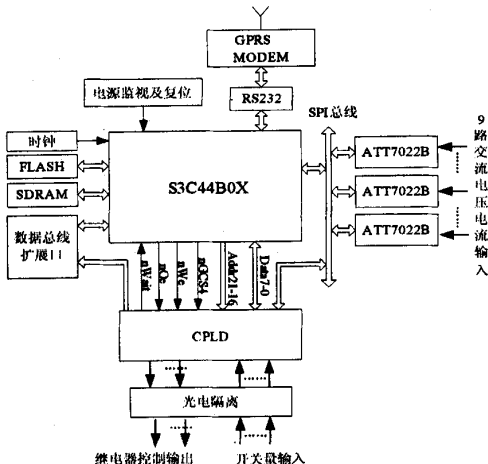 GPRS
MODEM
电源监视及复位
RS232
SPI总线
时钟
FLASH
SDRAM
数据总线
扩展口
S3C44B0X
ATT7022B
ATT7022B
ATT7022B
9路交流电压电流输入
nWait
nOe
nWe
nGCS4
Addr21-16
Data7-0
CPLD
光电隔离
继电器控制输出
开关量输入